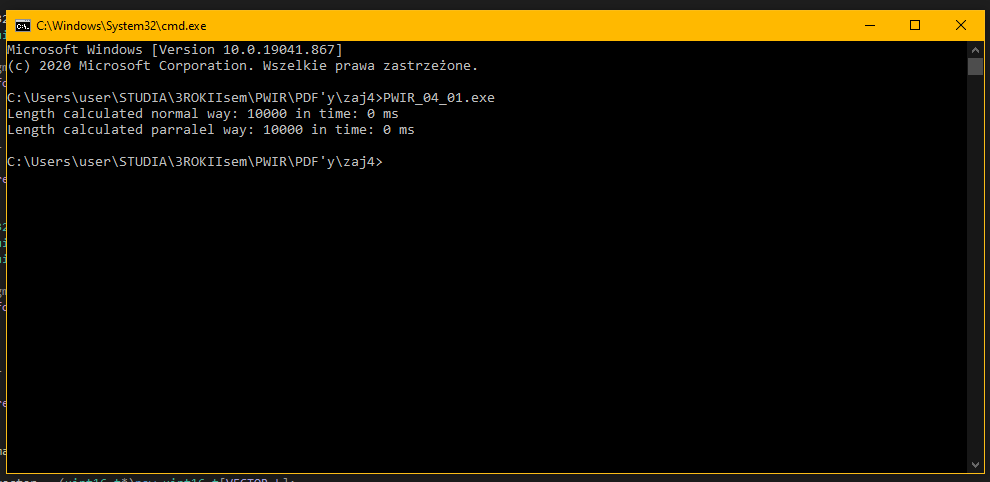 C:\Windows\System32\cmd.exe
Microsoft Windows [Version 10.0.19041.867]
(c) 2020 Microsoft Corporation. Wszelkie prawa zastrzeżone.
C:\Users\user\STUDIA\3ROKIIsem\PWIR\PDF'y\zaj4>PWIR_04_01.exe
Length calculated normal way: 10000 in time: 0 ms
Length calculated parralel way: 10000 in time: 0 ms
C:\Users\user\STUDIA\3ROKIIsem\PWIR\PDF'y\zaj4>